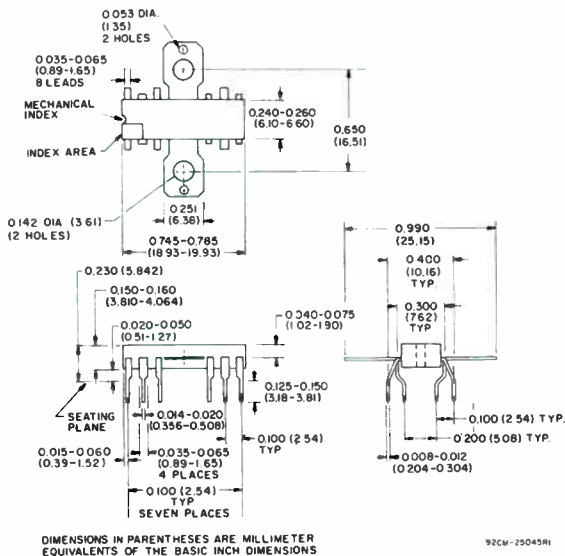 0.053 DIA.
(1.35)
2 HOLES
0.035-0.065
(0.89-1.65)
8 LEADS
MECHANICAL
INDEX
INDEX AREA
0.240-0.260
(6.10-6.60)
0.650
(16.51)
0.142 DIA (3.61)
(2 HOLES)
0.251
(6.38)
0.745-0.785
(18.93-19.93)
0.230 (5.842)
0.150-0.160
(3.810-4.064)
0.020-0.050
(0.51-1.27)
0.040-0.075
(1.02-1.90)
0.125-0.150
(3.18-3.81)
SEATING
PLANE
0.014-0.020
(0.356-0.508)
0.015-0.060
(0.39-1.52)
0.035-0.065
(0.89-1.65)
4 PLACES
0.100 (2.54)
TYP
0.100 (2.54)
TYP
SEVEN PLACES
0.990
(25.15)
0.400
(10.16)
TYP.
0.300
(7.62)
TYP
0.100 (2.54) TYP.
0.200 (5.08) TYP.
0.008-0.012
(0.204-0.304)
DIMENSIONS IN PARENTHESES ARE MILLIMETER
EQUIVALENTS OF THE BASIC INCH DIMENSIONS
92CM-25045R1